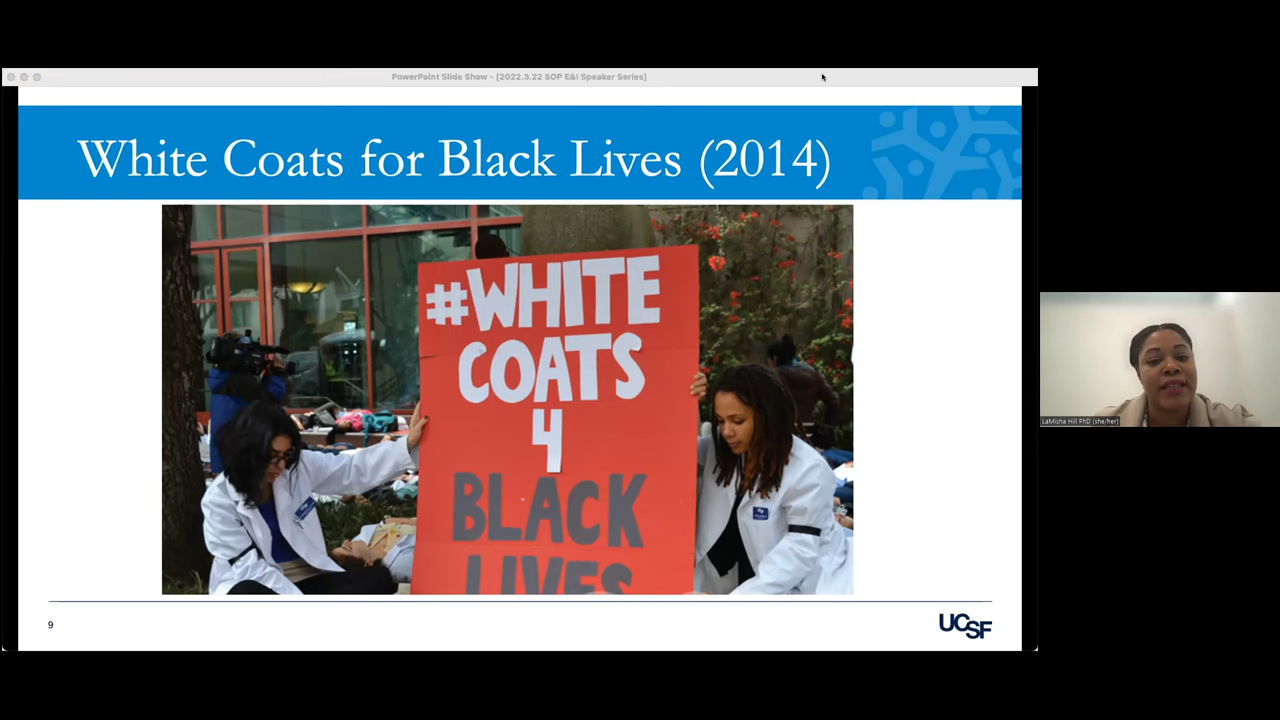 PowerPoint Slide Show - [2022.3.22 SOP E&I Speaker Series]
White Coats for Black Lives (2014)
#WHITE
COATS
4
BLACK
LIVES
9
UCSF
LaMisha Hill PhD (she/her)